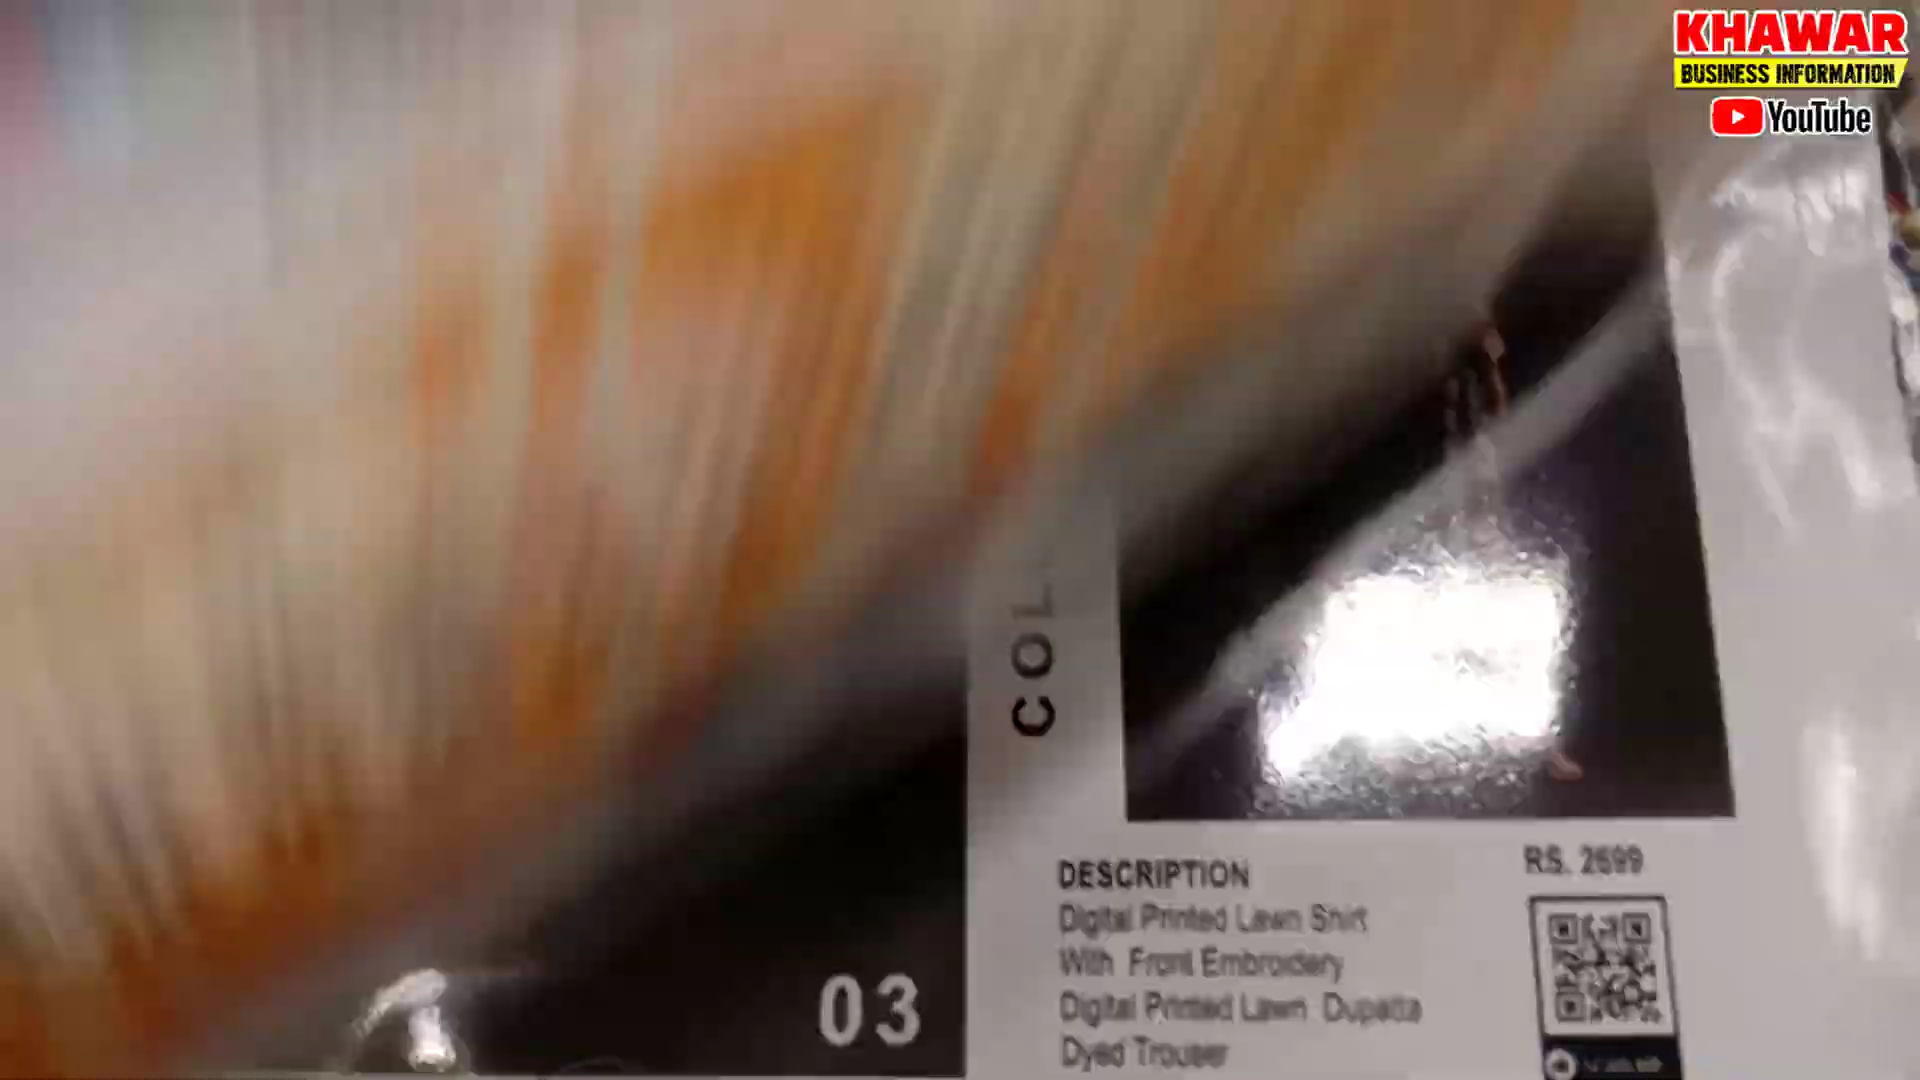 KHAWAR
BUSINESS INFORMATION
YouTube
COL
DESCRIPTION
RS. 2699
Digital Printed Lawn Shirt
With Front Embroidery
Digital Printed Lawn Dupatta
Dyed Trouser
03